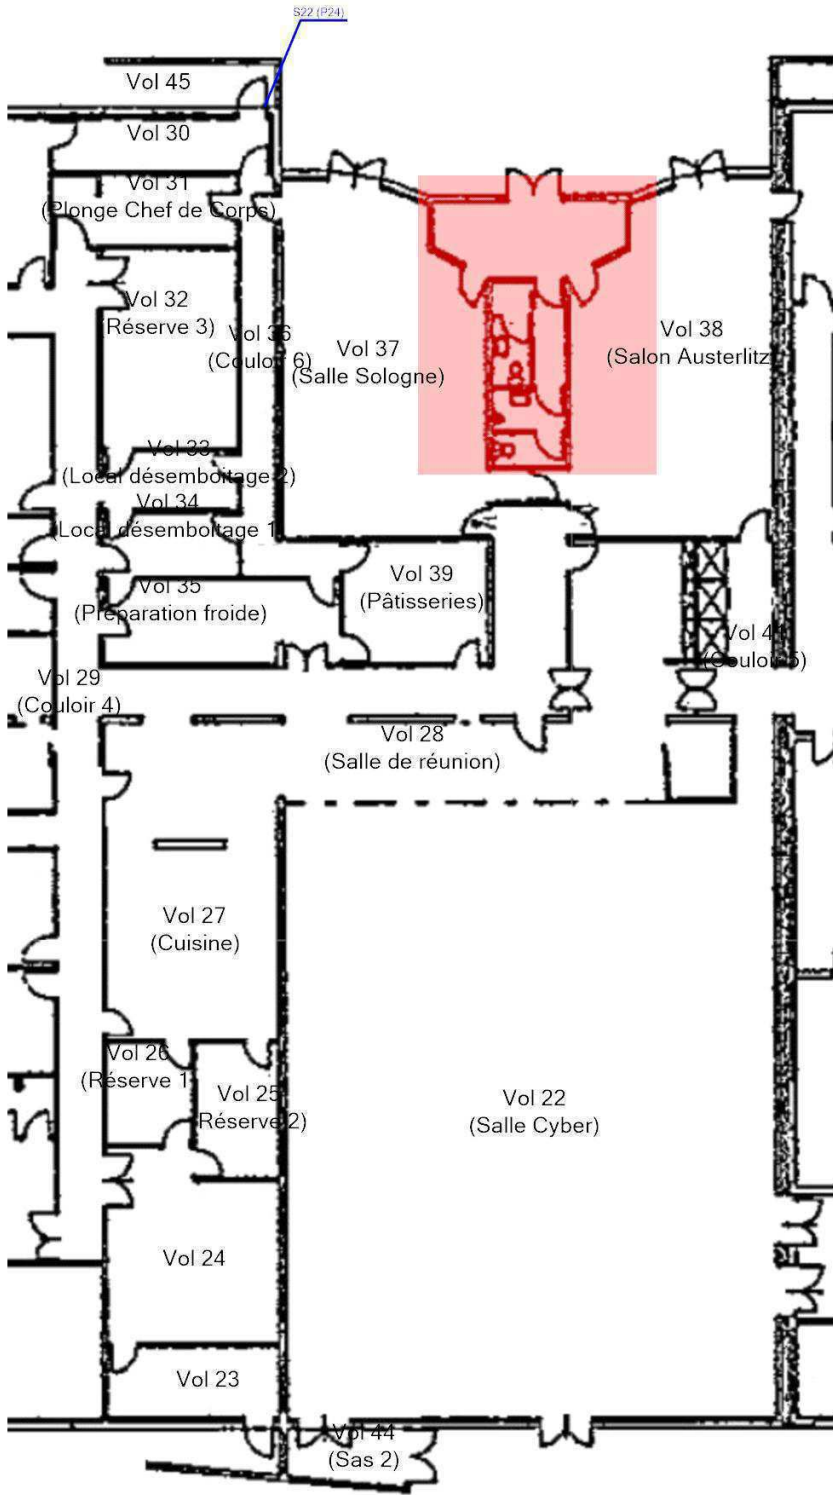 S22 (P24)
Vol 45
Vol 30
Vol 31
(Plonge Chef de Corps)
Vol 32
(Réserve 3)
Vol 36
(Couloir 6)
Vol 37
(Salle Sologne)
Vol 38
(Salon Austerlitz)
Vol 33
(Local désemboitage 2)
Vol 34
Local désemboitage 1
Vol 35
(Préparation froide)
Vol 39
(Pâtisseries)
Vol 41
(Couloir 5)
Vol 29
(Couloir 4)
Vol 28
(Salle de réunion)
Vol 27
(Cuisine)
Vol 26
(Réserve 1
Vol 25
Réserve 2)
Vol 22
(Salle Cyber)
Vol 24
Vol 23
Vol 44
(Sas 2)